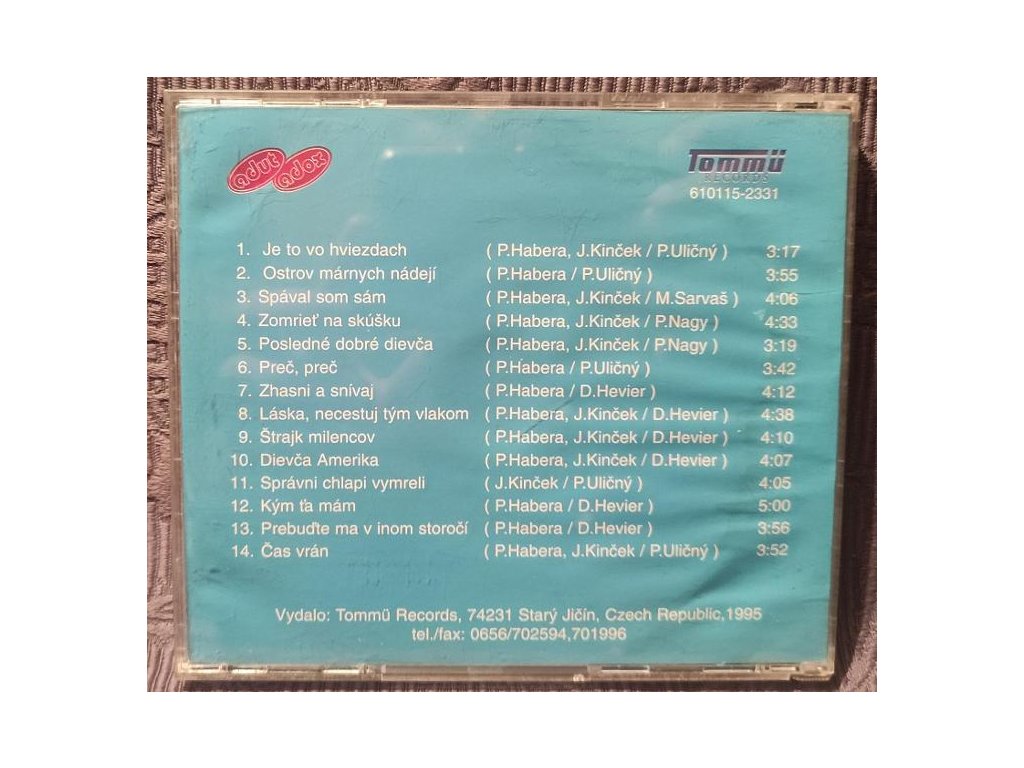 adut adox
Tommü
RECORDS
610115-2331
1. Je to vo hviezdach ( P.Habera, J.Kinček / P.Uličný ) 3:17
2. Ostrov márnych nádejí ( P.Habera / P.Uličný ) 3:55
3. Spával som sám ( P.Habera, J.Kinček / M.Sarvaš ) 4:06
4. Zomrieť na skúšku ( P.Habera, J.Kinček / P.Nagy ) 4:33
5. Posledné dobré dievča ( P.Habera, J.Kinček / P.Nagy ) 3:19
6. Preč, preč ( P.Habera / P.Uličný ) 3:42
7. Zhasni a snívaj ( P.Habera / D.Hevier ) 4:12
8. Láska, necestuj tým vlakom ( P.Habera, J.Kinček / D.Hevier ) 4:38
9. Štrajk milencov ( P.Habera, J.Kinček / D.Hevier ) 4:10
10. Dievča Amerika ( P.Habera, J.Kinček / D.Hevier ) 4:07
11. Správni chlapi vymreli ( J.Kinček / P.Uličný ) 4:05
12. Kým ťa mám ( P.Habera / D.Hevier ) 5:00
13. Prebuďte ma v inom storočí ( P.Habera / D.Hevier ) 3:56
14. Čas vrán ( P.Habera, J.Kinček / P.Uličný ) 3:52
Vydalo: Tommü Records, 74231 Starý Jičín, Czech Republic,1995
tel./fax: 0656/702594,701996